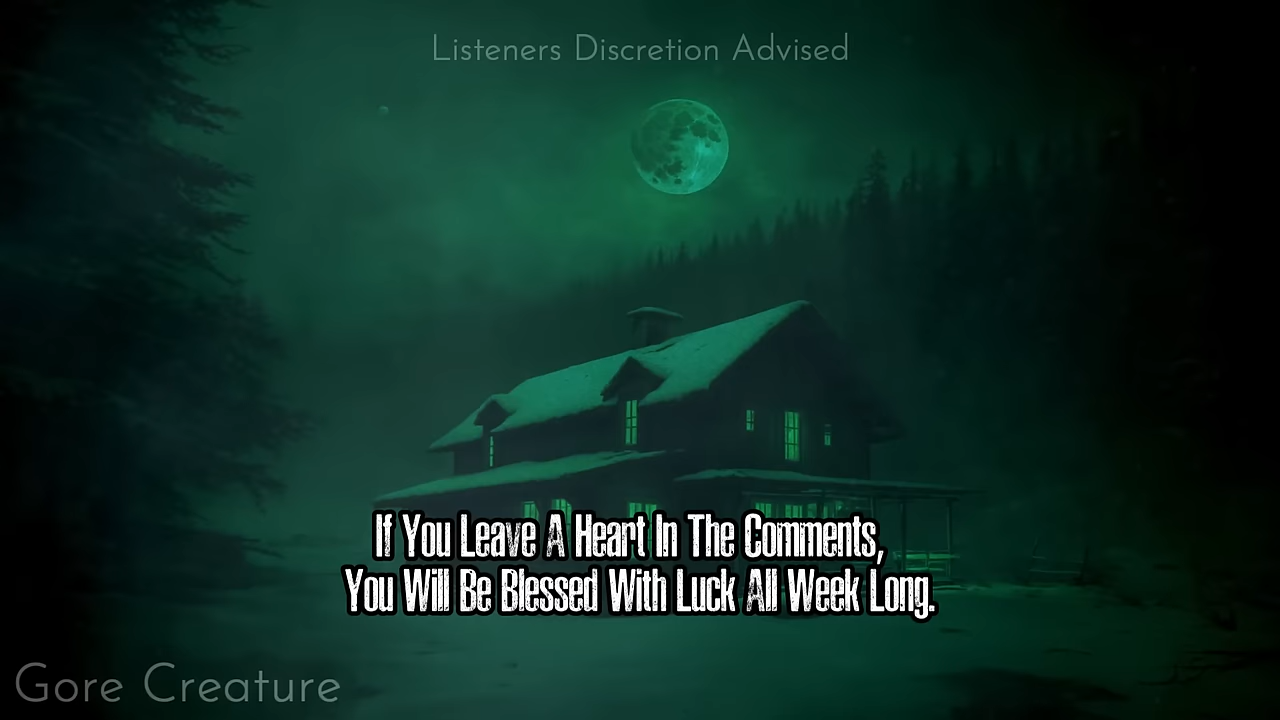 Listeners Discretion Advised
If You Leave A Heart In The Comments,
You Will Be Blessed With Luck All Week Long.
Gore Creature